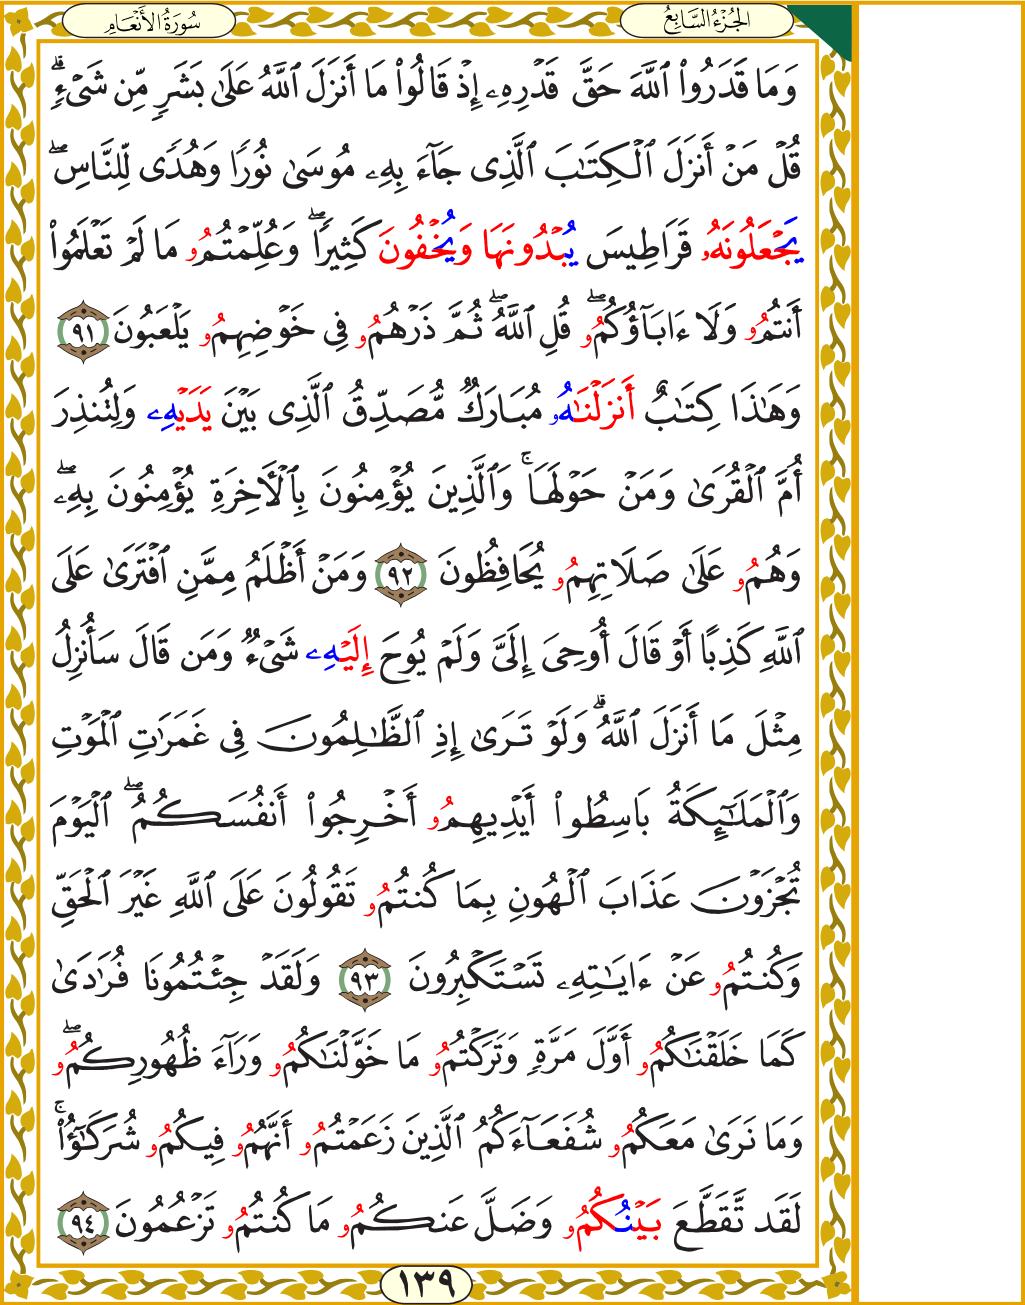 الجُزْءُ السَّابِعُ
سُورَةُ الأَنْعَامِ
وَمَا قَدَرُواْ ٱللَّهَ حَقَّ قَدْرِهِۦ إِذْ قَالُواْ مَا أَنزَلَ ٱللَّهُ عَلَىٰ بَشَرٖ مِّن شَيْءٖۗ
قُلْ مَنْ أَنزَلَ ٱلْكِتَٰبَ ٱلَّذِى جَآءَ بِهِۦ مُوسَىٰ نُورٗا وَهُدٗى لِّلنَّاسِۖ
يَجْعَلُونَهُۥ قَرَاطِيسَ يُبْدُونَهَا وَيُخْفُونَ كَثِيرٗاۖ وَعُلِّمْتُمُۥ مَا لَمْ تَعْلَمُواْ
أَنتُمُۥ وَلَا ءَابَآؤُكُمُۥۖ قُلِ ٱللَّهُۖ ثُمَّ ذَرْهُمُۥ فِى خَوْضِهِمُۥ يَلْعَبُونَ ٩١
وَهَٰذَا كِتَٰبٌ أَنزَلْنَٰهُۥ مُبَارَكٌ مُّصَدِّقُ ٱلَّذِى بَيْنَ يَدَيْهِۦ وَلِتُنذِرَ
أُمَّ ٱلْقُرَىٰ وَمَنْ حَوْلَهَاۚ وَٱلَّذِينَ يُؤْمِنُونَ بِٱلْأَخِرَةِ يُؤْمِنُونَ بِهِۦۖ
وَهُمُۥ عَلَىٰ صَلَاتِهِمُۥ يُحَافِظُونَ ٩٢ وَمَنْ أَظْلَمُ مِمَّنِ ٱفْتَرَىٰ عَلَى
ٱللَّهِ كَذِبًا أَوْ قَالَ أُوحِىَ إِلَىَّ وَلَمْ يُوحَ إِلَيْهِۦ شَىْءٌ وَمَن قَالَ سَأُنزِلُ
مِثْلَ مَا أَنزَلَ ٱللَّهُۗ وَلَوْ تَرَىٰ إِذِ ٱلظَّٰلِمُونَ فِى غَمَرَٰتِ ٱلْمَوْتِ
وَٱلْمَلَٰٓئِكَةُ بَاسِطُواْ أَيْدِيهِمُۥ أَخْرِجُواْ أَنفُسَكُمُۖ ٱلْيَوْمَ
تُجْزَوْنَ عَذَابَ ٱلْهُونِ بِمَا كُنتُمُۥ تَقُولُونَ عَلَى ٱللَّهِ غَيْرَ ٱلْحَقِّ
وَكُنتُمُۥ عَنْ ءَايَٰتِهِۦ تَسْتَكْبِرُونَ ٩٣ وَلَقَدْ جِئْتُمُونَا فُرَٰدَىٰ
كَمَا خَلَقْنَٰكُمُۥ أَوَّلَ مَرَّةٖ وَتَرَكْتُمُۥ مَا خَوَّلْنَٰكُمُۥ وَرَآءَ ظُهُورِكُمُۥۖ
وَمَا نَرَىٰ مَعَكُمُۥ شُفَعَآءَكُمُ ٱلَّذِينَ زَعَمْتُمُۥ أَنَّهُمُۥ فِيكُمُۥ شُرَكَٰٓؤُاْۚ
لَقَد تَّقَطَّعَ بَيْنُكُمُۥ وَضَلَّ عَنكُمُۥ مَا كُنتُمُۥ تَزْعُمُونَ ٩٤
١٣٩